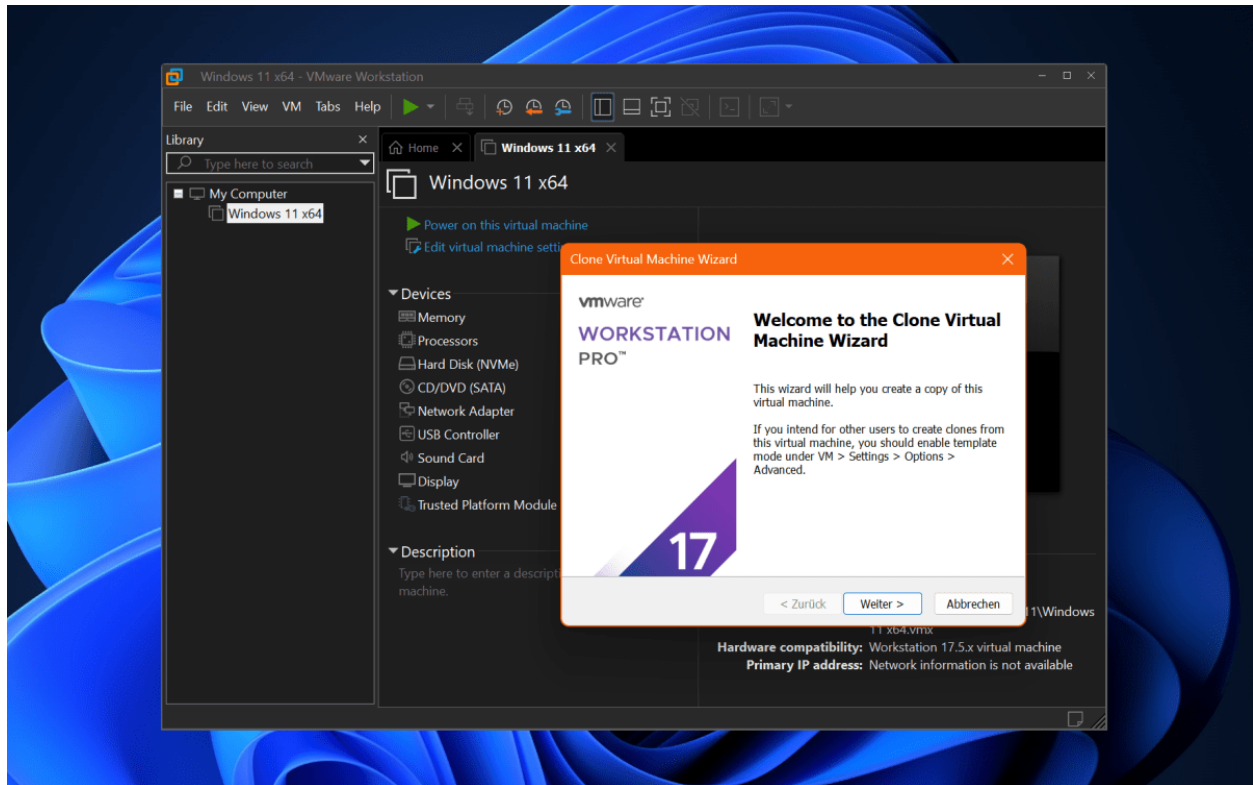 Windows 11 x64 - VMware Workstation
File Edit View VM Tabs Help
Library
Type here to search
My Computer
Windows 11 x64
Home
Windows 11 x64
Windows 11 x64
Power on this virtual machine
Edit virtual machine
Devices
Memory
Processors
Hard Disk (NVMe)
CD/DVD (SATA)
Network Adapter
USB Controller
Sound Card
Display
Trusted Platform Module
Description
Type here to enter a
machine.
Clone Virtual Machine Wizard
vmware
WORKSTATION
PRO™
17
Welcome to the Clone Virtual
Machine Wizard
This wizard will help you create a copy of this
virtual machine.
If you intend for other users to create clones from
this virtual machine, you should enable template
mode under VM > Settings > Options >
Advanced.
< Zurück Weiter > Abbrechen
11\Windows
11 x64.vmx
Hardware compatibility: Workstation 17.5.x virtual machine
Primary IP address: Network information is not available